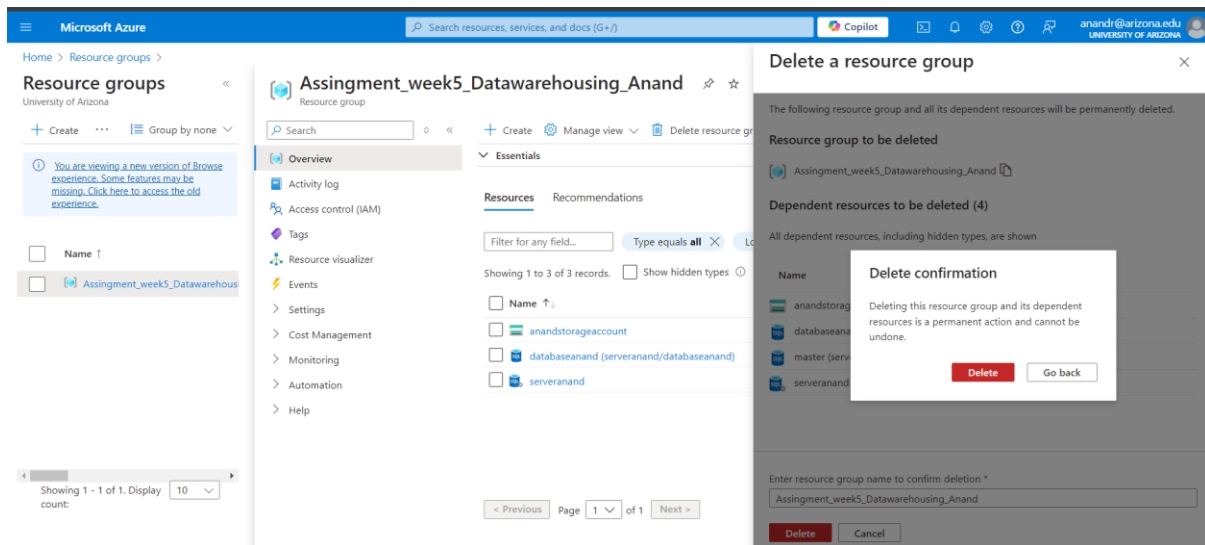 Microsoft Azure
Search resources, services, and docs (G+/)
Copilot
anandr@arizona.edu
UNIVERSITY OF ARIZONA
Home > Resource groups >
Resource groups
«
University of Arizona
+ Create ··· Group by none
You are viewing a new version of Browse
experience. Some features may be
missing. Click here to access the old
experience.
Name ↑
Assingment_week5_Datawarehous
Showing 1 - 1 of 1. Display 10
count:
Assingment_week5_Datawarehousing_Anand
Resource group
Search
«
Overview
Activity log
Access control (IAM)
Tags
Resource visualizer
Events
> Settings
> Cost Management
> Monitoring
> Automation
> Help
+ Create Manage view Delete resource gr
Essentials
Resources Recommendations
Filter for any field... Type equals all × Lo
Showing 1 to 3 of 3 records. Show hidden types
Name ↑↓
anandstorageaccount
databaseanand (serveranand/databaseanand)
serveranand
< Previous Page 1 of 1 Next >
Delete a resource group
The following resource group and all its dependent resources will be permanently deleted.
Resource group to be deleted
Assingment_week5_Datawarehousing_Anand
Dependent resources to be deleted (4)
All dependent resources, including hidden types, are shown
Name
anandstorag
databaseana
master (serv
serveranand
Delete confirmation
Deleting this resource group and its dependent
resources is a permanent action and cannot be
undone.
Delete Go back
Enter resource group name to confirm deletion *
Assingment_week5_Datawarehousing_Anand
Delete Cancel